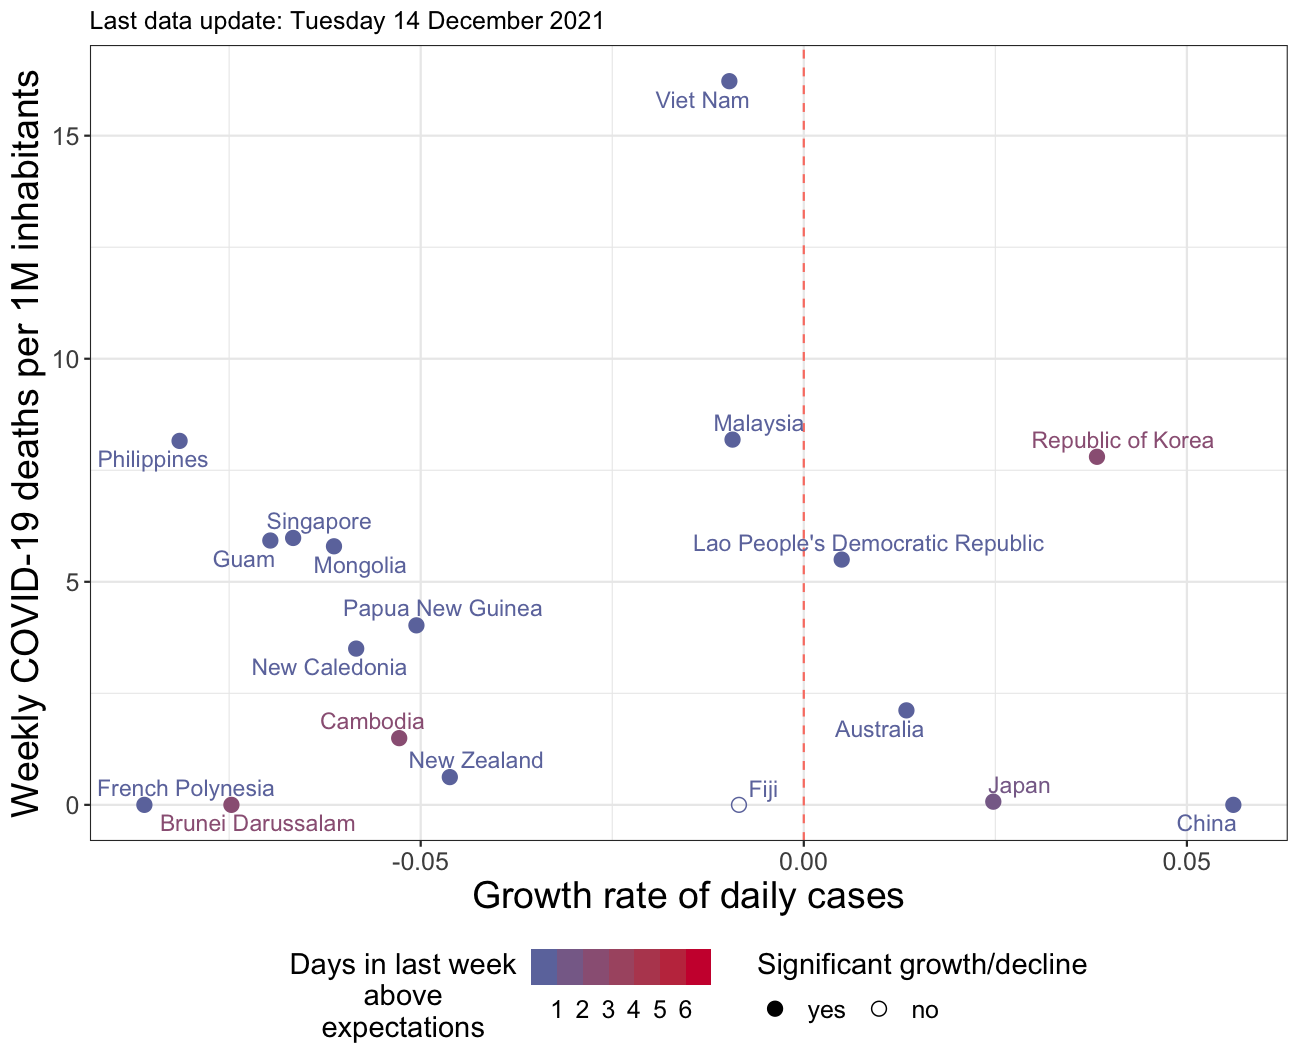 Last data update: Tuesday 14 December 2021
Weekly COVID-19 deaths per 1M inhabitants
15
10
5
0
Viet Nam
Malaysia
Republic of Korea
Philippines
Singapore
Guam
Mongolia
Lao People's Democratic Republic
Papua New Guinea
New Caledonia
Cambodia
Australia
New Zealand
French Polynesia
Fiji
Japan
Brunei Darussalam
China
-0.05
0.00
0.05
Growth rate of daily cases
Days in last week
above
expectations
1 2 3 4 5 6
Significant growth/decline
yes no